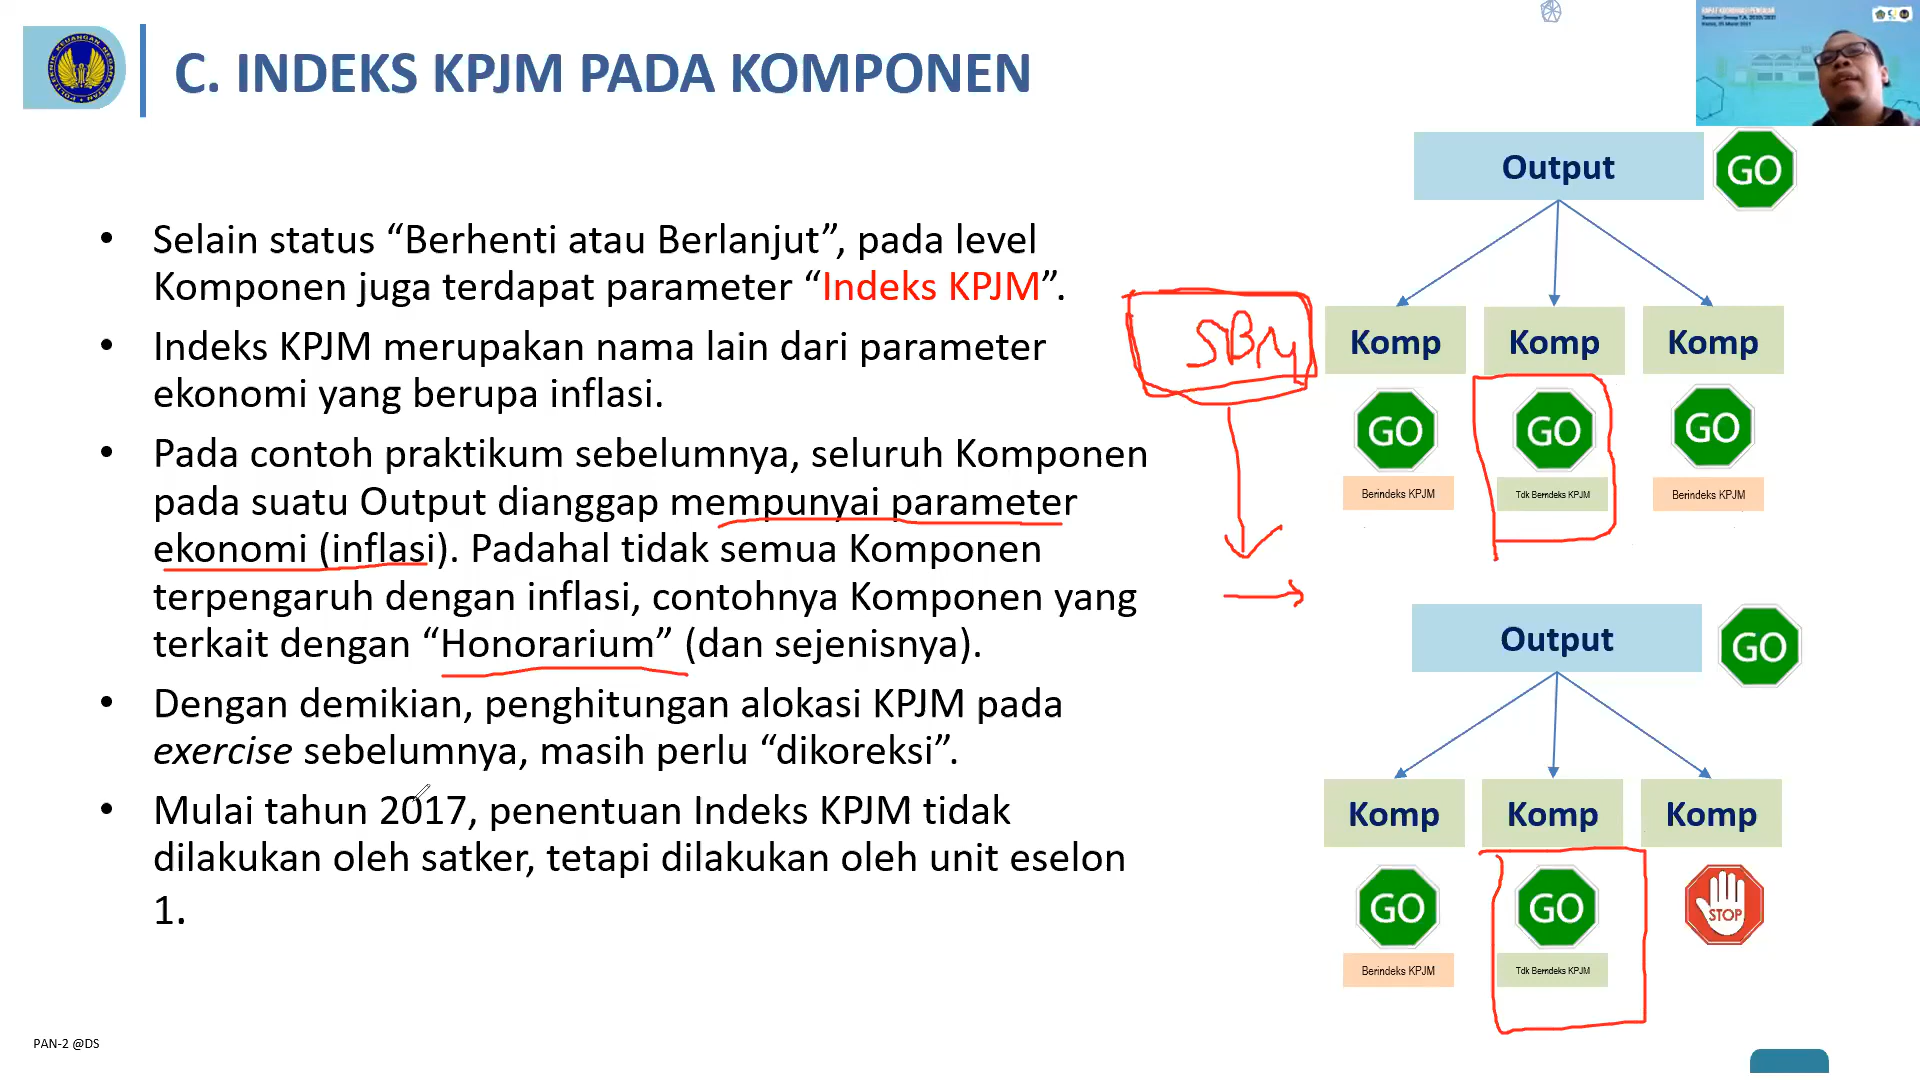 C. INDEKS KPJM PADA KOMPONEN
• Selain status “Berhenti atau Berlanjut”, pada level
Komponen juga terdapat parameter “Indeks KPJM”.
• Indeks KPJM merupakan nama lain dari parameter
ekonomi yang berupa inflasi.
• Pada contoh praktikum sebelumnya, seluruh Komponen
pada suatu Output dianggap mempunyai parameter
ekonomi (inflasi). Padahal tidak semua Komponen
terpengaruh dengan inflasi, contohnya Komponen yang
terkait dengan “Honorarium” (dan sejenisnya).
• Dengan demikian, penghitungan alokasi KPJM pada
exercise sebelumnya, masih perlu “dikoreksi”.
• Mulai tahun 2017, penentuan Indeks KPJM tidak
dilakukan oleh satker, tetapi dilakukan oleh unit eselon
1.
SBM
Output GO
Komp Komp Komp
GO GO GO
Berindeks KPJM Tdk Berindeks KPJM Berindeks KPJM
Output GO
Komp Komp Komp
GO GO STOP
Berindeks KPJM Tdk Berindeks KPJM
PAN-2 @DS